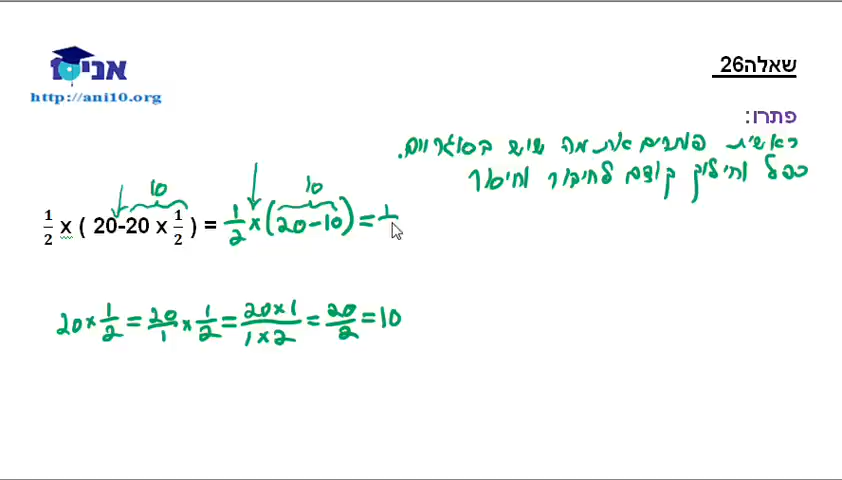 שאלה26
אני10
http://ani10.org
פתרו:
ראשית פותרים את מה שיש בסוגריים.
כפל וחילוק קודם לחיבור וחיסור
10 10
1/2 x ( 20-20 x 1/2 ) = 1/2 × (20-10) = 1
20 × 1/2 = 20/1 × 1/2 = 20×1/1×2 = 20/2 = 10